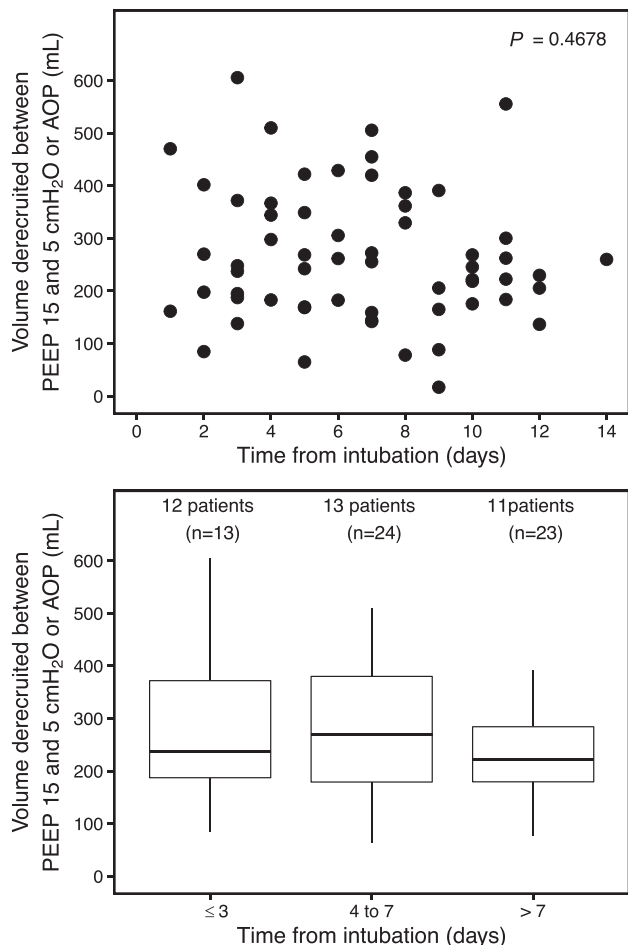 P = 0.4678
Volume derecruited between
PEEP 15 and 5 cmH₂O or AOP (mL)
600
500
400
300
200
100
0
0 2 4 6 8 10 12 14
Time from intubation (days)
12 patients 13 patients 11patients
(n=13) (n=24) (n=23)
Volume derecruited between
PEEP 15 and 5 cmH₂O or AOP (mL)
600
500
400
300
200
100
0
≤ 3 4 to 7 > 7
Time from intubation (days)